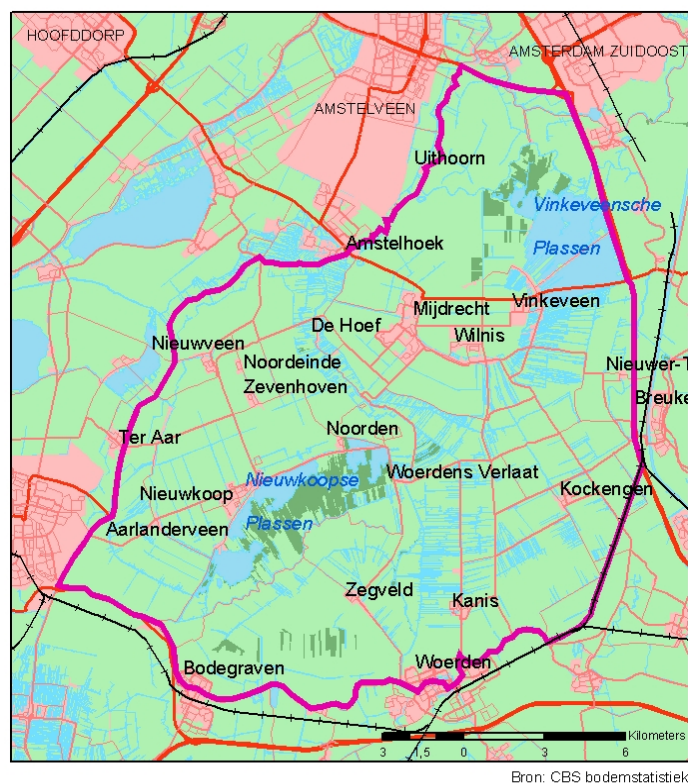 HOOFDDORP
AMSTERDAM ZUIDOOST
AMSTELVEEN
Uithoorn
Vinkeveensche
Plassen
Amstelhoek
Vinkeveen
Mijdrecht
De Hoef
Wilnis
Nieuwveen
Noordeinde
Zevenhoven
Nieuwer-T
Breuke
Ter Aar
Noorden
Nieuwkoopse
Plassen
Woerdens Verlaat
Nieuwkoop
Kockengen
Aarlanderveen
Zegveld
Kanis
Bodegraven
Woerden
Kilometers
3 1,5 0 3 6
Bron: CBS bodemstatistiek